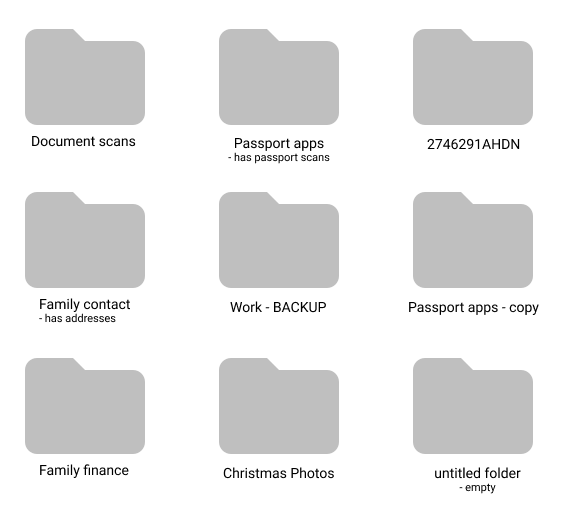 Document scans
Passport apps
- has passport scans
2746291AHDN
Family contact
- has addresses
Work - BACKUP
Passport apps - copy
Family finance
Christmas Photos
untitled folder
- empty